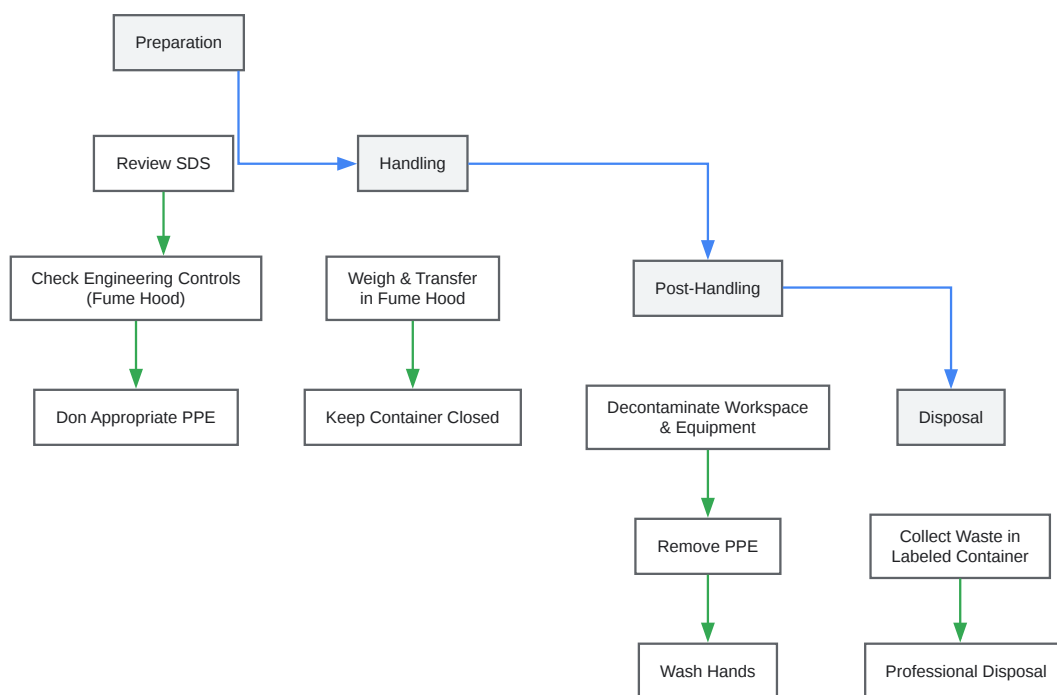 Preparation
Review SDS
Handling
Check Engineering Controls
(Fume Hood)
Weigh & Transfer
in Fume Hood
Post-Handling
Don Appropriate PPE
Keep Container Closed
Decontaminate Workspace
& Equipment
Disposal
Remove PPE
Collect Waste in
Labeled Container
Wash Hands
Professional Disposal